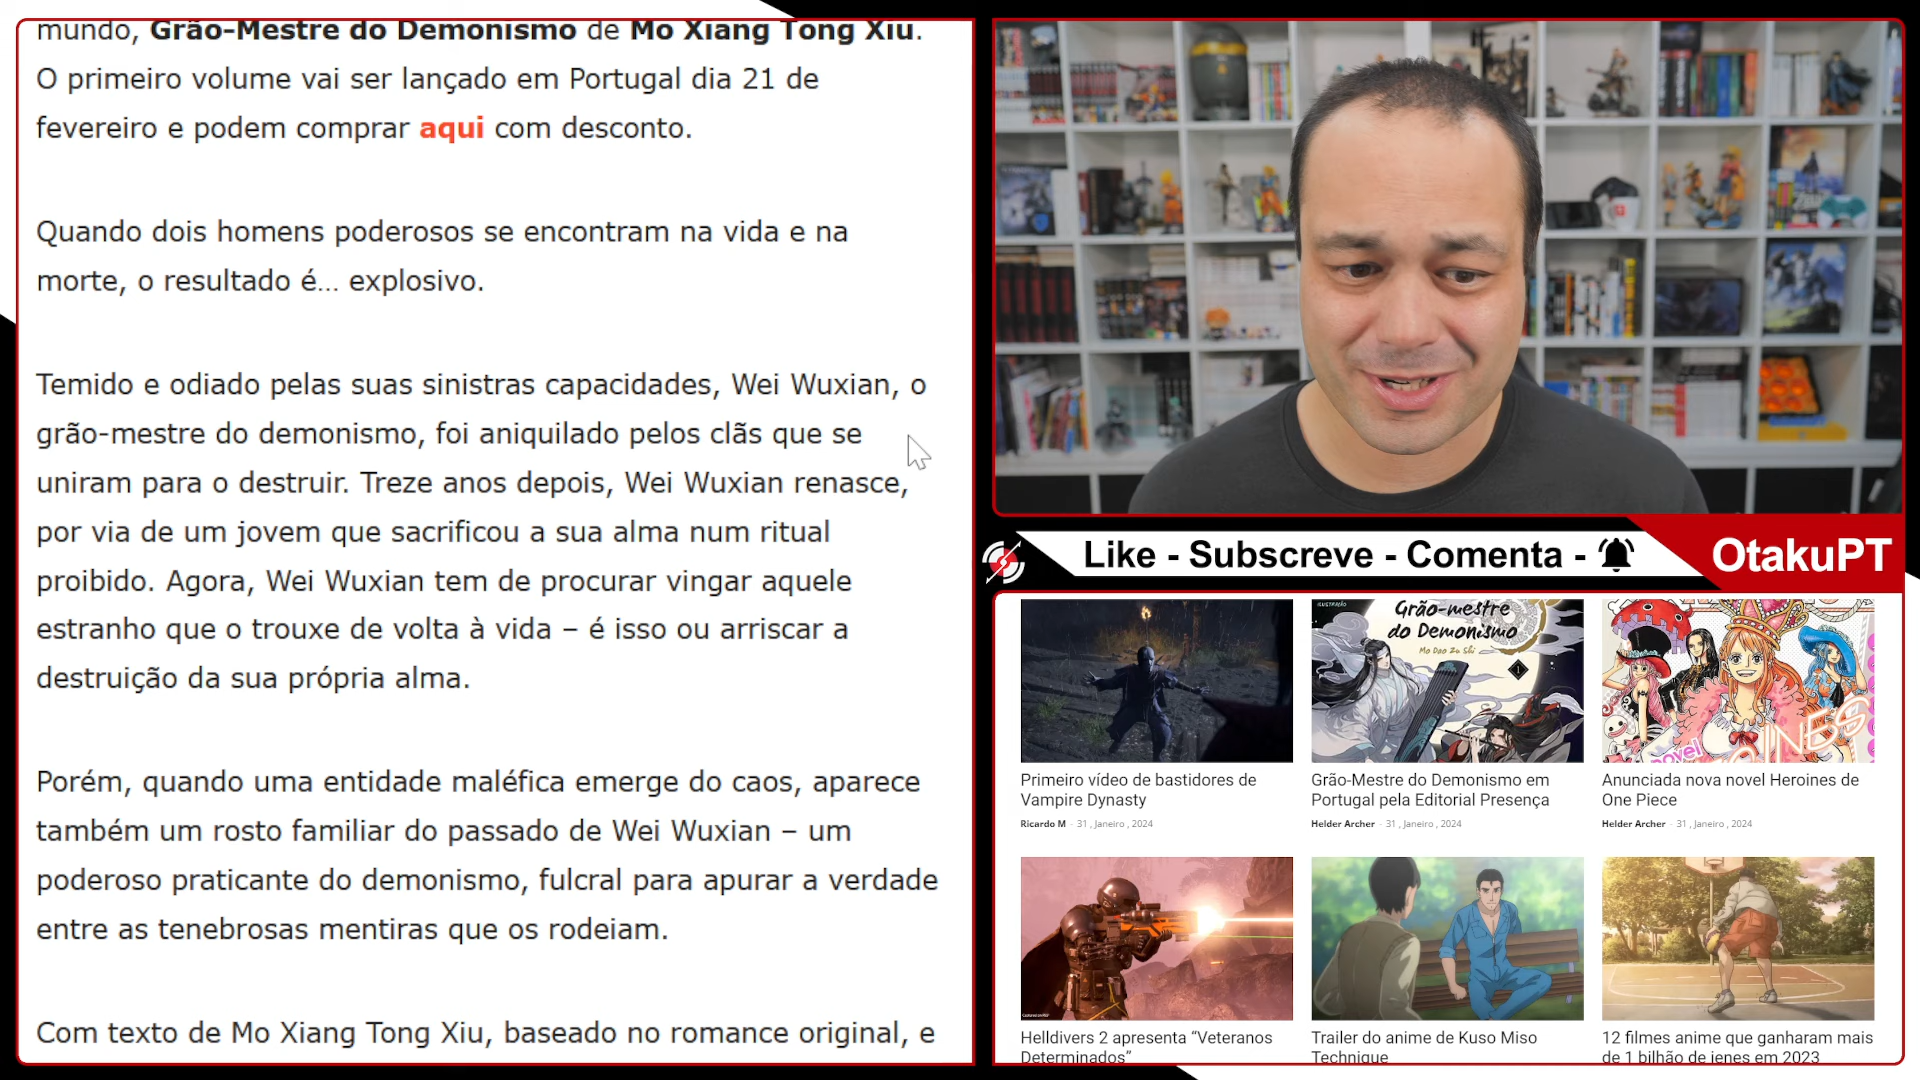 mundo, Grão-Mestre do Demonismo de Mo Xiang Tong Xiu.
O primeiro volume vai ser lançado em Portugal dia 21 de
fevereiro e podem comprar aqui com desconto.
Quando dois homens poderosos se encontram na vida e na
morte, o resultado é… explosivo.
Temido e odiado pelas suas sinistras capacidades, Wei Wuxian, o
grão-mestre do demonismo, foi aniquilado pelos clãs que se
uniram para o destruir. Treze anos depois, Wei Wuxian renasce,
por via de um jovem que sacrificou a sua alma num ritual
proibido. Agora, Wei Wuxian tem de procurar vingar aquele
estranho que o trouxe de volta à vida – é isso ou arriscar a
destruição da sua própria alma.
Porém, quando uma entidade maléfica emerge do caos, aparece
também um rosto familiar do passado de Wei Wuxian – um
poderoso praticante do demonismo, fulcral para apurar a verdade
entre as tenebrosas mentiras que os rodeiam.
Com texto de Mo Xiang Tong Xiu, baseado no romance original, e
Like - Subscreve - Comenta -
OtakuPT
Grão-mestre
do Demonismo
Mo Dao Zu Shi
1
novel
Primeiro vídeo de bastidores de
Vampire Dynasty
Ricardo M - 31 , Janeiro , 2024
Grão-Mestre do Demonismo em
Portugal pela Editorial Presença
Helder Archer - 31 , Janeiro , 2024
Anunciada nova novel Heroines de
One Piece
Helder Archer - 31 , Janeiro , 2024
Helldivers 2 apresenta “Veteranos
Determinados”
Trailer do anime de Kuso Miso
Technique
12 filmes anime que ganharam mais
de 1 bilhão de ienes em 2023